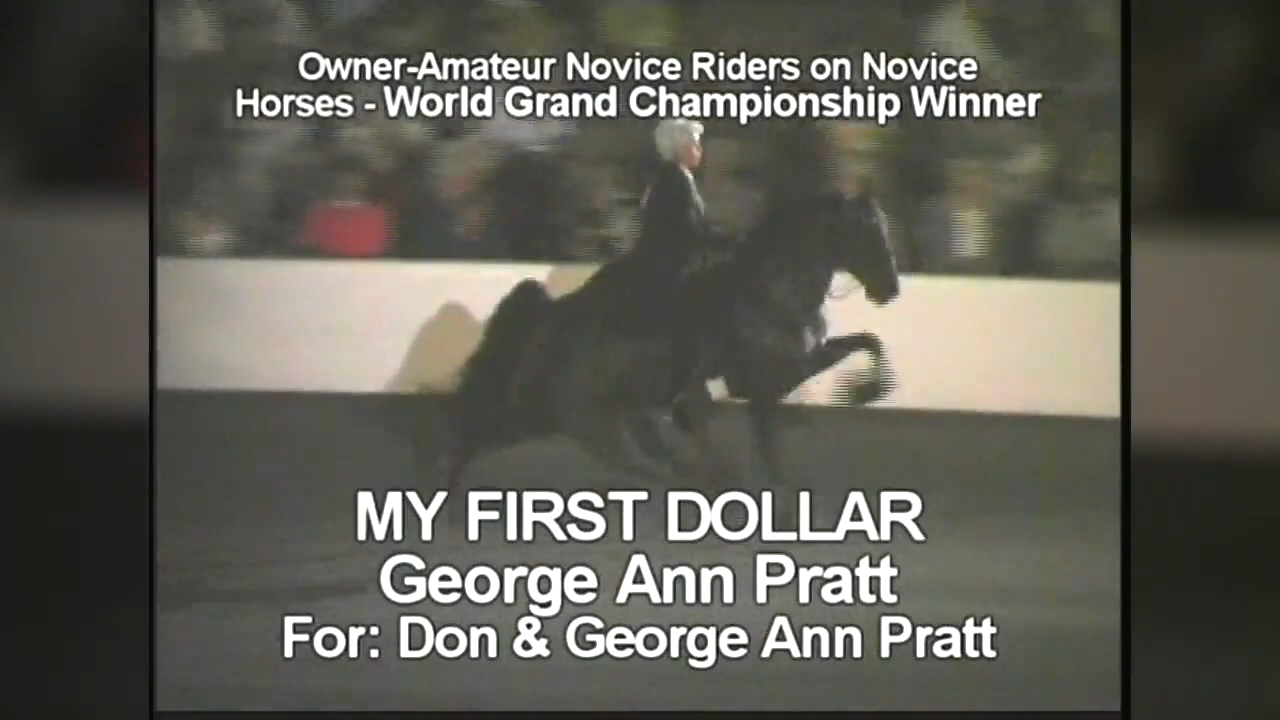 Owner-Amateur Novice Riders on Novice
Horses - World Grand Championship Winner
MY FIRST DOLLAR
George Ann Pratt
For: Don & George Ann Pratt